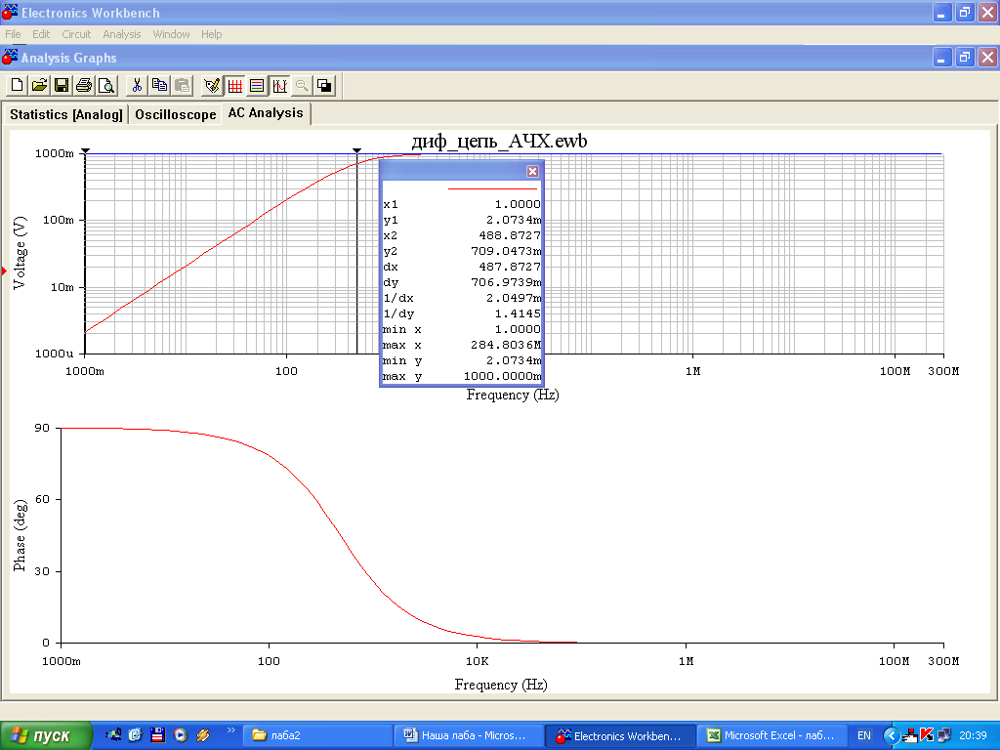 Electronics Workbench
File Edit Circuit Analysis Window Help
Analysis Graphs
Statistics [Analog] Oscilloscope AC Analysis
диф_цепь_АЧХ.ewb
1000m
100m
10m
1000u
Voltage (V)
x1 1.0000
y1 2.0734m
x2 488.8727
y2 709.0473m
dx 487.8727
dy 706.9739m
1/dx 2.0497m
1/dy 1.4145
min x 1.0000
max x 284.8036M
min y 2.0734m
max y 1000.0000m
1000m 100 1M 100M 300M
Frequency (Hz)
90
60
30
0
Phase (deg)
1000m 100 10K 1M 100M 300M
Frequency (Hz)
пуск » лаба2 Наша лаба - Micros... Electronics Workben... Microsoft Excel - лаб... EN 20:39